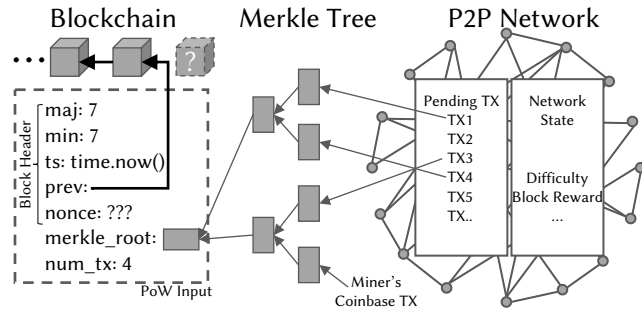 Blockchain
Merkle Tree
P2P Network
?
Block Header
maj: 7
min: 7
ts: time.now()
prev:
nonce: ???
merkle_root:
num_tx: 4
PoW Input
Miner's
Coinbase TX
Pending TX
TX1
TX2
TX3
TX4
TX5
TX..
Network
State
Difficulty
Block Reward
...